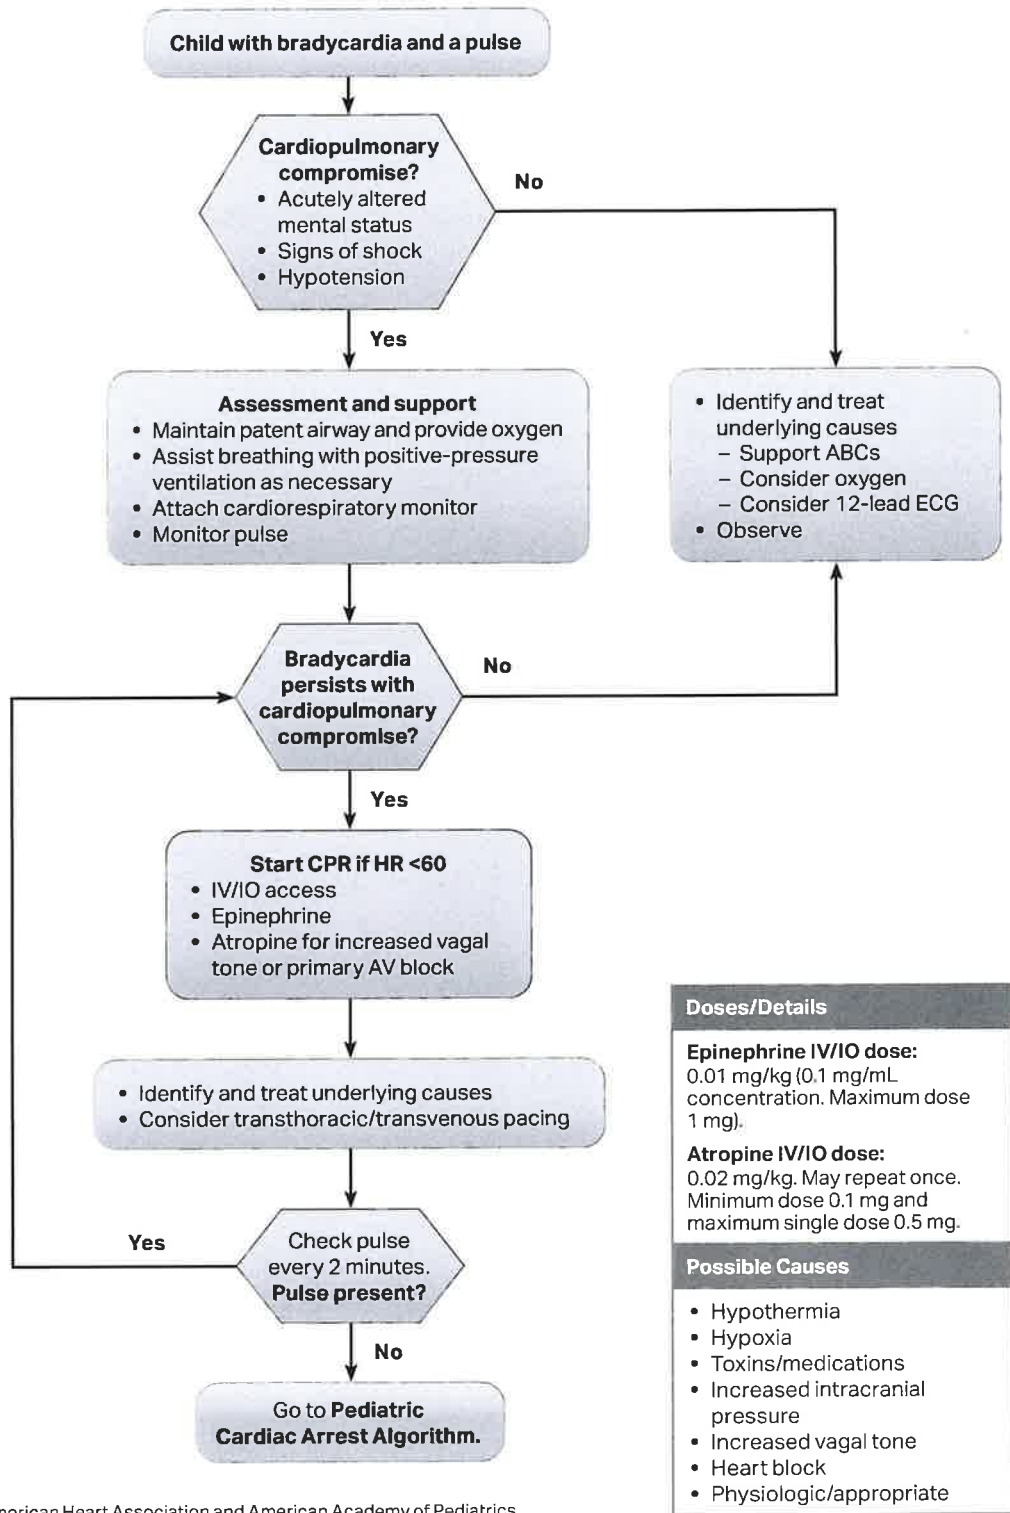 Child with bradycardia and a pulse
Cardiopulmonary
compromise?
• Acutely altered
mental status
• Signs of shock
• Hypotension
No
Yes
Assessment and support
• Maintain patent airway and provide oxygen
• Assist breathing with positive-pressure
ventilation as necessary
• Attach cardiorespiratory monitor
• Monitor pulse
• Identify and treat
underlying causes
– Support ABCs
– Consider oxygen
– Consider 12-lead ECG
• Observe
Bradycardia
persists with
cardiopulmonary
compromise?
No
Yes
Start CPR if HR <60
• IV/IO access
• Epinephrine
• Atropine for increased vagal
tone or primary AV block
• Identify and treat underlying causes
• Consider transthoracic/transvenous pacing
Check pulse
every 2 minutes.
Pulse present?
Yes
No
Go to Pediatric
Cardiac Arrest Algorithm.
Doses/Details
Epinephrine IV/IO dose:
0.01 mg/kg (0.1 mg/mL
concentration. Maximum dose
1 mg).
Atropine IV/IO dose:
0.02 mg/kg. May repeat once.
Minimum dose 0.1 mg and
maximum single dose 0.5 mg.
Possible Causes
• Hypothermia
• Hypoxia
• Toxins/medications
• Increased intracranial
pressure
• Increased vagal tone
• Heart block
• Physiologic/appropriate
Heart Association and American Academy of Pediatrics